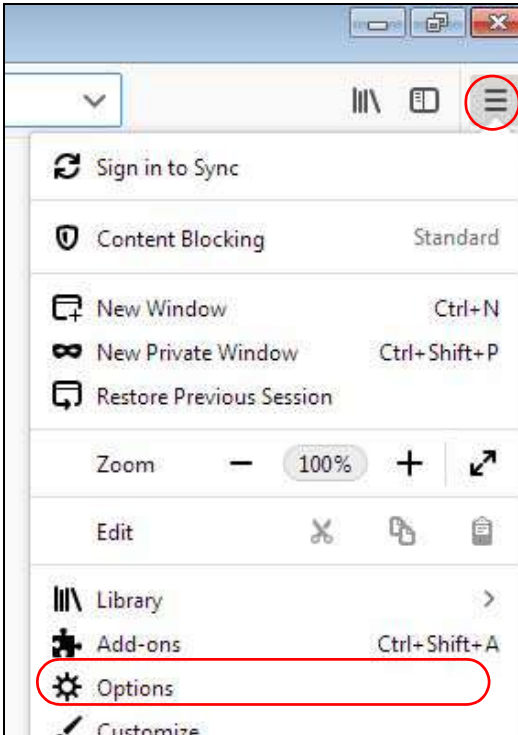 Sign in to Sync
Content Blocking Standard
New Window Ctrl+N
New Private Window Ctrl+Shift+P
Restore Previous Session
Zoom 100%
Edit
Library
Add-ons Ctrl+Shift+A
Options
Customize